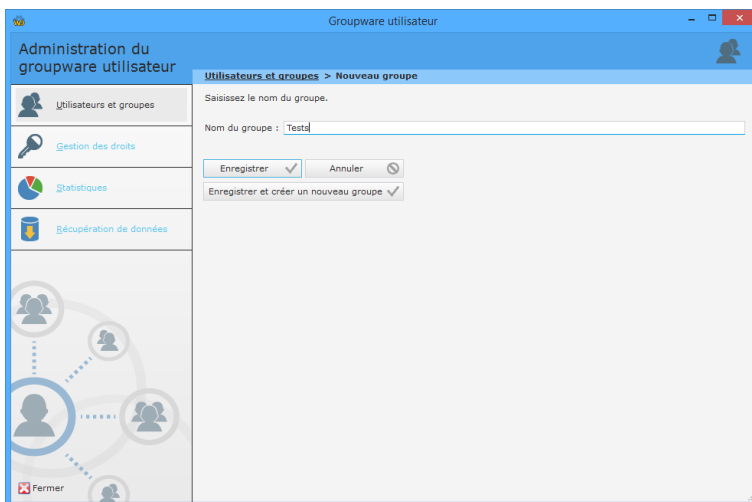 Groupware utilisateur
Administration du
groupware utilisateur
Utilisateurs et groupes > Nouveau groupe
Utilisateurs et groupes
Gestion des droits
Statistiques
Récupération de données
Saisissez le nom du groupe.
Nom du groupe : Tests
Enregistrer
Annuler
Enregistrer et créer un nouveau groupe
Fermer